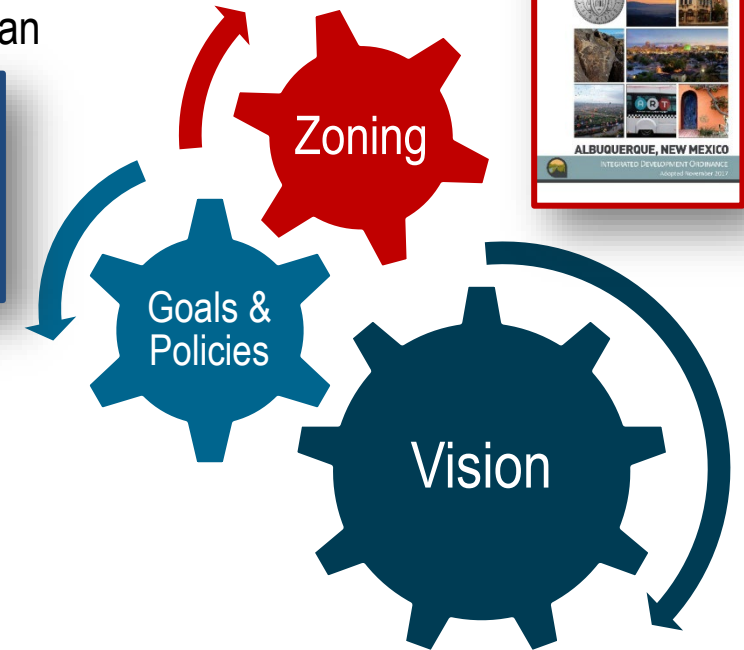 an
Zoning
ALBUQUERQUE, NEW MEXICO
INTEGRATED DEVELOPMENT ORDINANCE
Adopted November 2017
Goals &
Policies
Vision